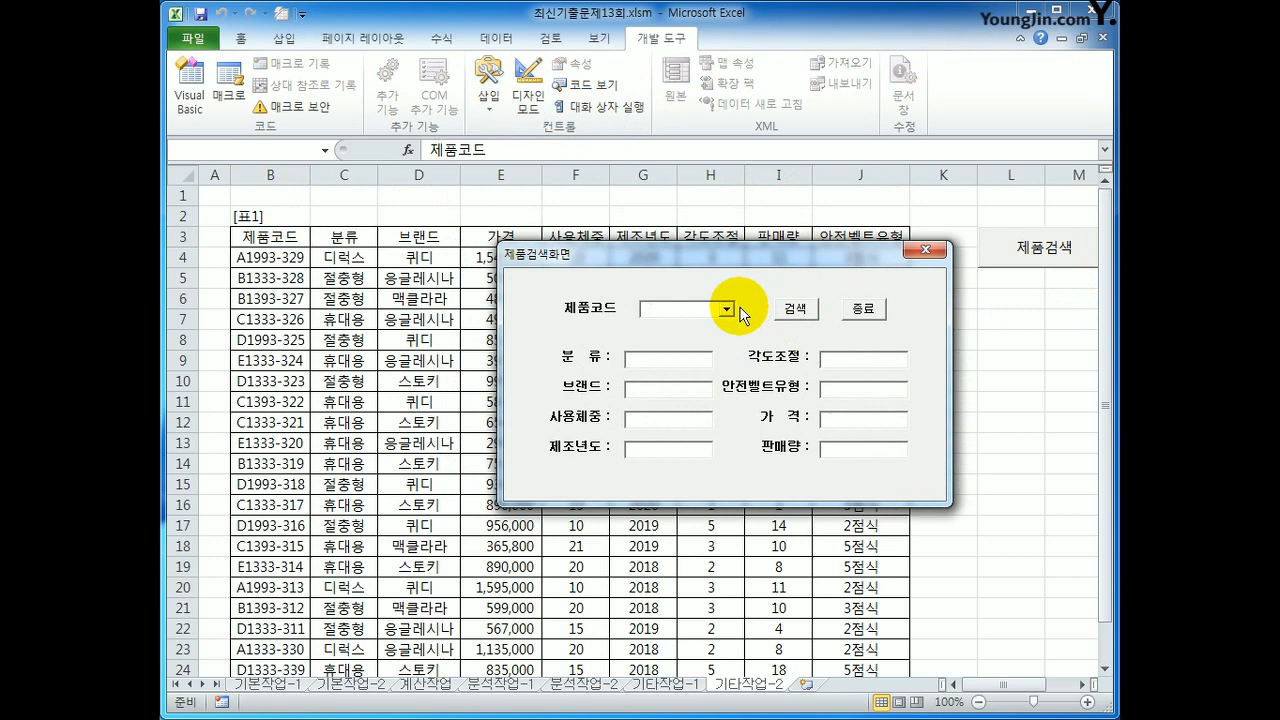 최신기출문제13회.xlsm - Microsoft Excel
YoungJin.com Y.
파일 홈 삽입 페이지 레이아웃 수식 데이터 검토 보기 개발 도구
Visual Basic
매크로
매크로 기록
상대 참조로 기록
매크로 보안
코드
추가 기능
COM 추가 기능
추가 기능
삽입
디자인 모드
속성
코드 보기
대화 상자 실행
컨트롤
원본
맵 속성
확장 팩
데이터 새로 고침
가져오기
내보내기
XML
문서 창
수정
fx 제품코드
A B C D E F G H I J K L M
1
2 [표1]
3 제품코드 분류 브랜드 가격 사용체중 제조년도 각도조절 판매량 안전벨트유형
제품검색
4 A1993-329 디럭스 퀴디
5 B1333-328 절충형 응글레시나
6 B1393-327 절충형 맥클라라
7 C1333-326 휴대용 응글레시나
8 D1993-325 절충형 퀴디
9 E1333-324 휴대용 응글레시나
10 D1333-323 절충형 스토키
11 C1393-322 휴대용 퀴디
12 C1333-321 휴대용 스토키
13 E1333-320 휴대용 응글레시나
14 B1333-319 휴대용 스토키
15 D1993-318 절충형 퀴디
16 C1333-317 휴대용 스토키
17 D1993-316 절충형 퀴디 956,000 10 2019 5 14 2점식
18 C1393-315 휴대용 맥클라라 365,800 21 2019 3 10 5점식
19 E1333-314 휴대용 스토키 890,000 20 2018 2 8 5점식
20 A1993-313 디럭스 퀴디 1,595,000 10 2018 3 11 2점식
21 B1393-312 절충형 맥클라라 599,000 20 2018 3 10 3점식
22 D1333-311 절충형 응글레시나 567,000 15 2019 2 4 2점식
23 A1333-330 디럭스 응글레시나 1,135,000 20 2018 2 8 2점식
24 D1333-339 휴대용 스토키 835,000 15 2018 5 18 5점식
제품검색화면
제품코드 검색 종료
분 류 : 각도조절 :
브랜드 : 안전벨트유형 :
사용체중 : 가 격 :
제조년도 : 판매량 :
기본작업-1 기본작업-2 계산작업 분석작업-1 분석작업-2 기타작업-1 기타작업-2
준비 100%